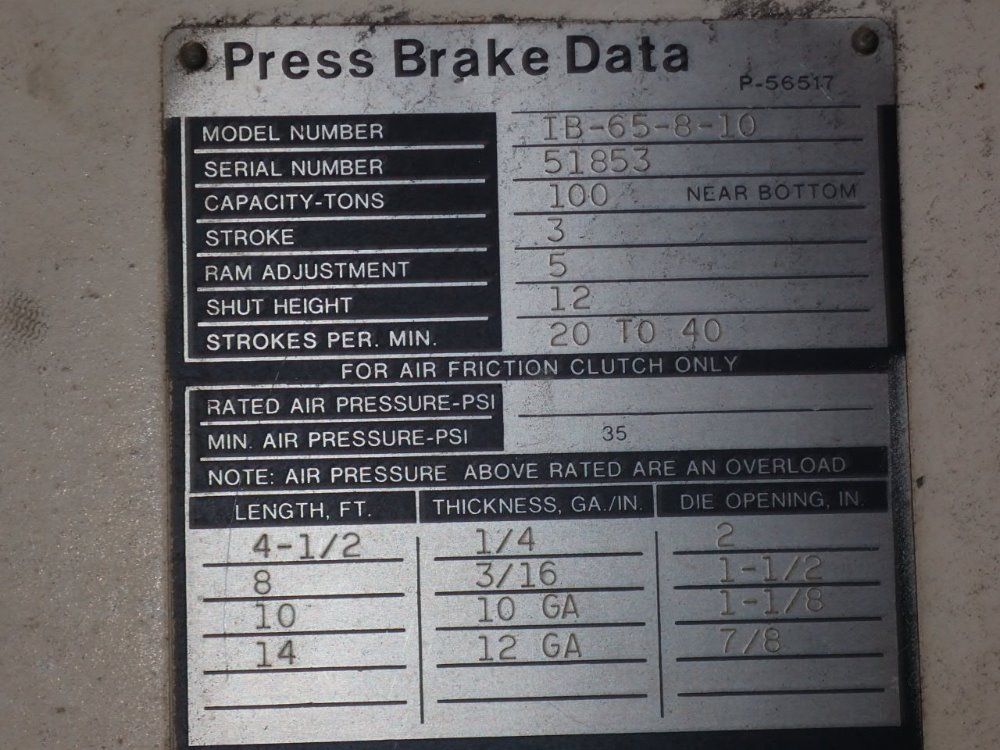 Press Brake Data
P-56517
MODEL NUMBER IB-65-8-10
SERIAL NUMBER 51853
CAPACITY-TONS 100 NEAR BOTTOM
STROKE 3
RAM ADJUSTMENT 5
SHUT HEIGHT 12
STROKES PER. MIN. 20 TO 40
FOR AIR FRICTION CLUTCH ONLY
RATED AIR PRESSURE-PSI
MIN. AIR PRESSURE-PSI 35
NOTE: AIR PRESSURE ABOVE RATED ARE AN OVERLOAD
LENGTH, FT. THICKNESS, GA./IN. DIE OPENING, IN.
4-1/2 1/4 2
8 3/16 1-1/2
10 10 GA 1-1/8
14 12 GA 7/8